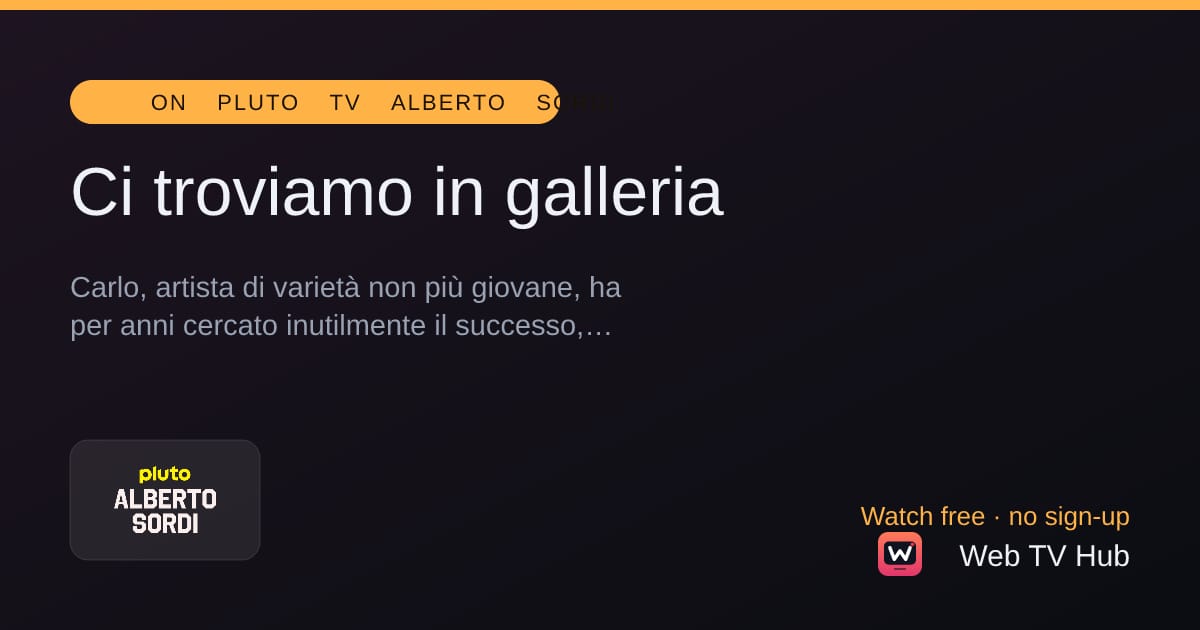 ON PLUTO TV ALBERTO SORDI
Ci troviamo in galleria
Carlo, artista di varietà non più giovane, ha
per anni cercato inutilmente il successo,…
pluto
ALBERTO
SORDI
Watch free · no sign-up
W
Web TV Hub